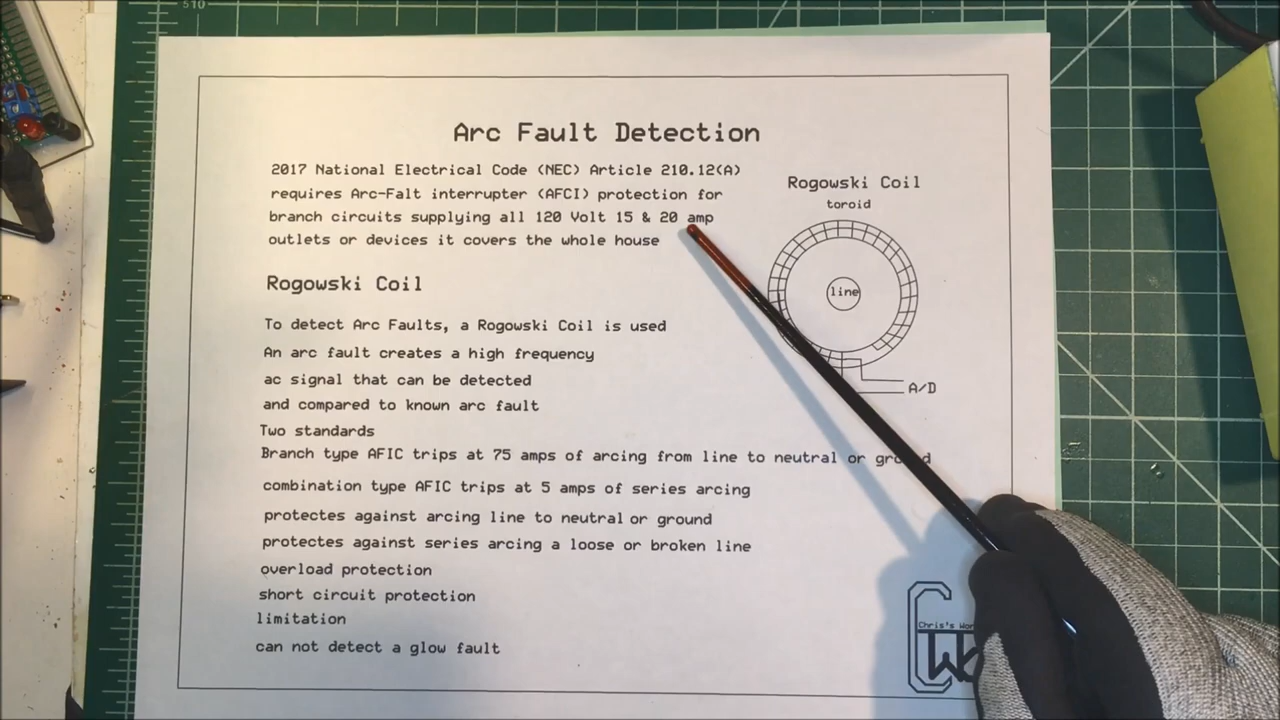 510
Arc Fault Detection
2017 National Electrical Code (NEC) Article 210.12(A)
requires Arc-Falt interrupter (AFCI) protection for
branch circuits supplying all 120 Volt 15 & 20 amp
outlets or devices it covers the whole house
Rogowski Coil
toroid
line
A/D
Rogowski Coil
To detect Arc Faults, a Rogowski Coil is used
An arc fault creates a high frequency
ac signal that can be detected
and compared to known arc fault
Two standards
Branch type AFIC trips at 75 amps of arcing from line to neutral or ground
combination type AFIC trips at 5 amps of series arcing
protectes against arcing line to neutral or ground
protectes against series arcing a loose or broken line
overload protection
short circuit protection
limitation
can not detect a glow fault
Chris's